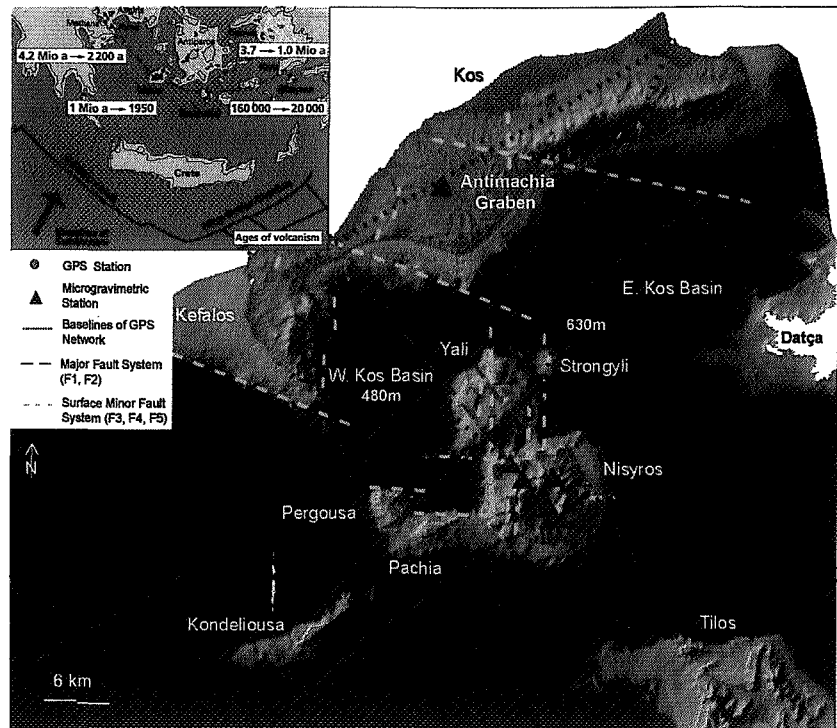 4.2 Mio a → 2 200 a
3.7 → 1.0 Mio a
1 Mio a → 1950
160 000 → 20 000
Crete
Ages of volcanism
GPS Station
Microgravimetric
Station
Baselines of GPS
Network
Major Fault System
(F1, F2)
Surface Minor Fault
System (F3, F4, F5)
N
Kos
Antimachia
Graben
E. Kos Basin
630m
Datça
Kefalos
Yali
Strongyli
W. Kos Basin
480m
Nisyros
Pergousa
Pachia
Kondeliousa
Tilos
6 km